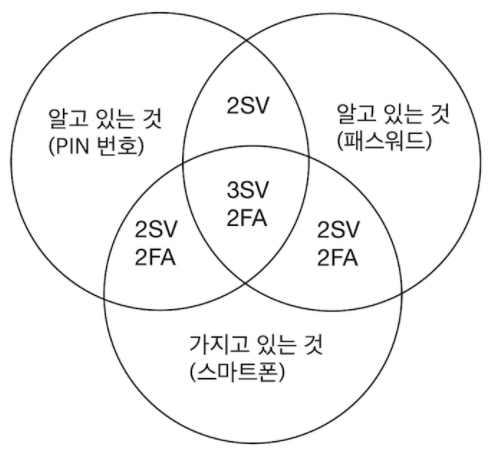 2SV
알고 있는 것
(PIN 번호)
알고 있는 것
(패스워드)
3SV
2FA
2SV
2FA
2SV
2FA
가지고 있는 것
(스마트폰)